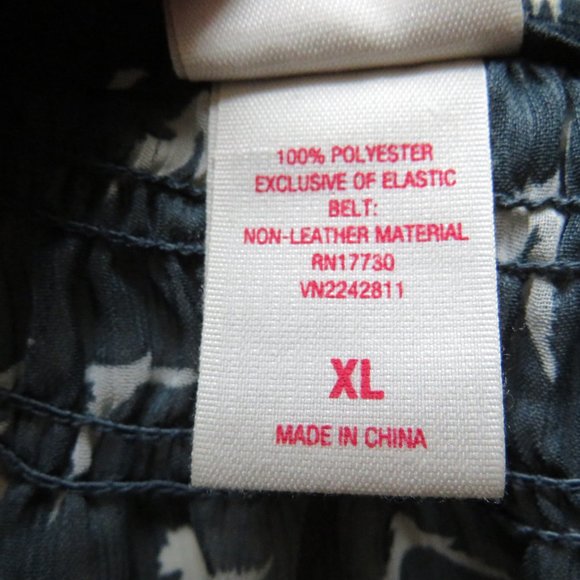 100% POLYESTER
EXCLUSIVE OF ELASTIC
BELT:
NON-LEATHER MATERIAL
RN17730
VN2242811
XL
MADE IN CHINA